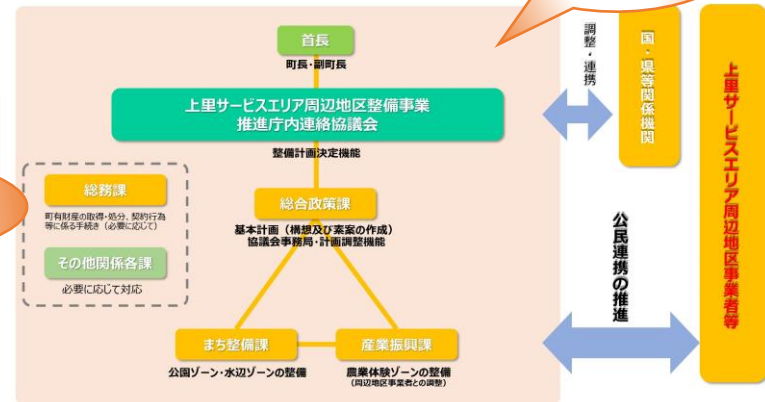 首長
町長・副町長
上里サービスエリア周辺地区整備事業
推進庁内連絡協議会
整備計画決定機能
総務課
町有財産の取得・処分、契約行為
等に係る手続き（必要に応じて）
その他関係各課
必要に応じて対応
総合政策課
基本計画（構想及び素案の作成）
協議会事務局・計画調整機能
まち整備課
公園ゾーン・水辺ゾーンの整備
産業振興課
農業体験ゾーンの整備
（周辺地区事業者との調整）
調整・連携
国・県等関係機関
公民連携の推進
上里サービスエリア周辺地区事業者等